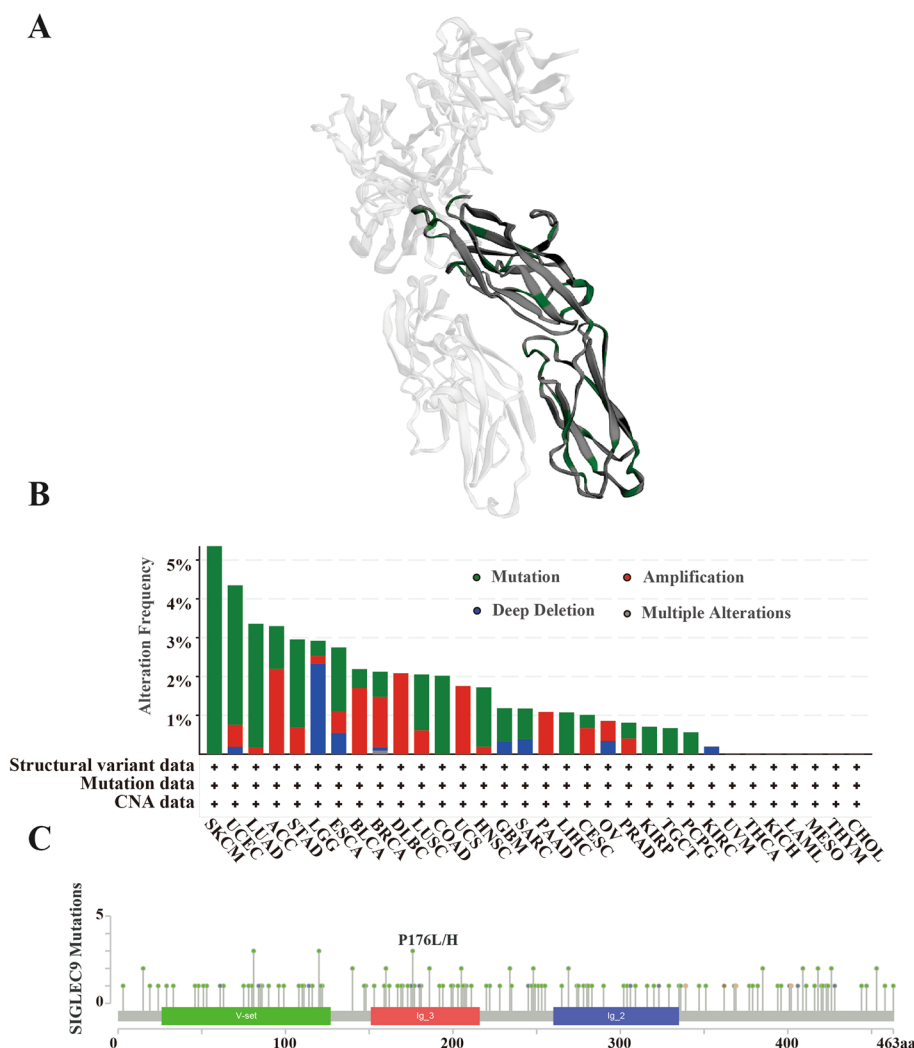 A
B
Alteration Frequency
5%
4%
3%
2%
1%
Mutation
Amplification
Deep Deletion
Multiple Alterations
Structural variant data
Mutation data
CNA data
SKCM
UCEC
LUAD
ACC
STAD
LGG
ESCA
BLCA
BRCA
DLBC
LUSC
COAD
UCS
HNSC
GBM
SARC
PAAD
LIHC
CESC
OV
PRAD
KIRP
TGCT
PCPG
KIRC
UVM
THCA
KICH
LAML
MESO
THYM
CHOL
C
SIGLEC9 Mutations
5
0
P176L/H
V-set
Ig_3
Ig_2
0
100
200
300
400
463aa